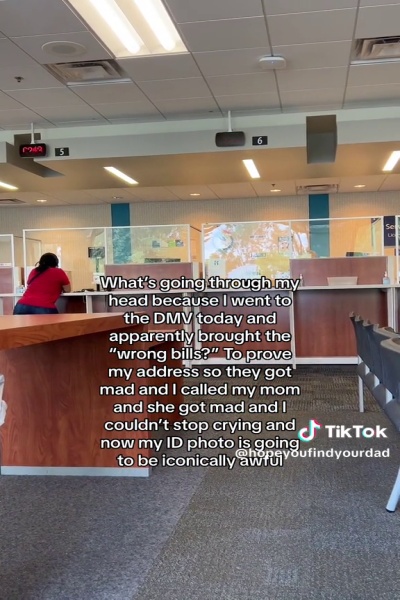 5
6
Se
What's going through my
head because I went to
the DMV today and
apparently brought the
"wrong bills?" To prove
my address so they got
mad and I called my mom
and she got mad and I
couldn't stop crying and
now my ID photo is going
to be iconically awful
TikTok
@hopeyoufindyourdad